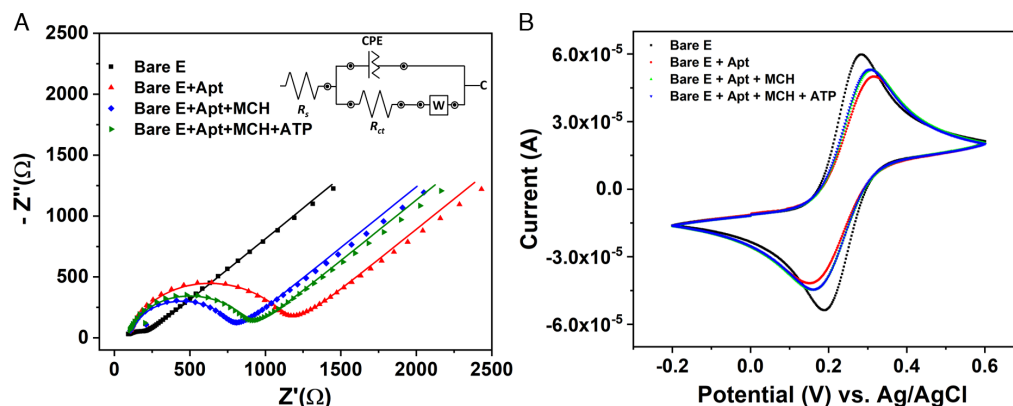 A
2500
2000
1500
1250
1000
500
0
0
500
1000
1250
1500
2000
2500
- Z''(Ω)
Z'(Ω)
Bare E
Bare E+Apt
Bare E+Apt+MCH
Bare E+Apt+MCH+ATP
CPE
Rs
Rct
W
C
B
Bare E
Bare E + Apt
Bare E + Apt + MCH
Bare E + Apt + MCH + ATP
6.0x10-5
3.0x10-5
0.0
-3.0x10-5
-6.0x10-5
Current (A)
-0.2
0.0
0.2
0.4
0.6
Potential (V) vs. Ag/AgCl